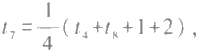 t₇ = 1/4 ( t₄ + t₈ + 1 + 2 ) ,